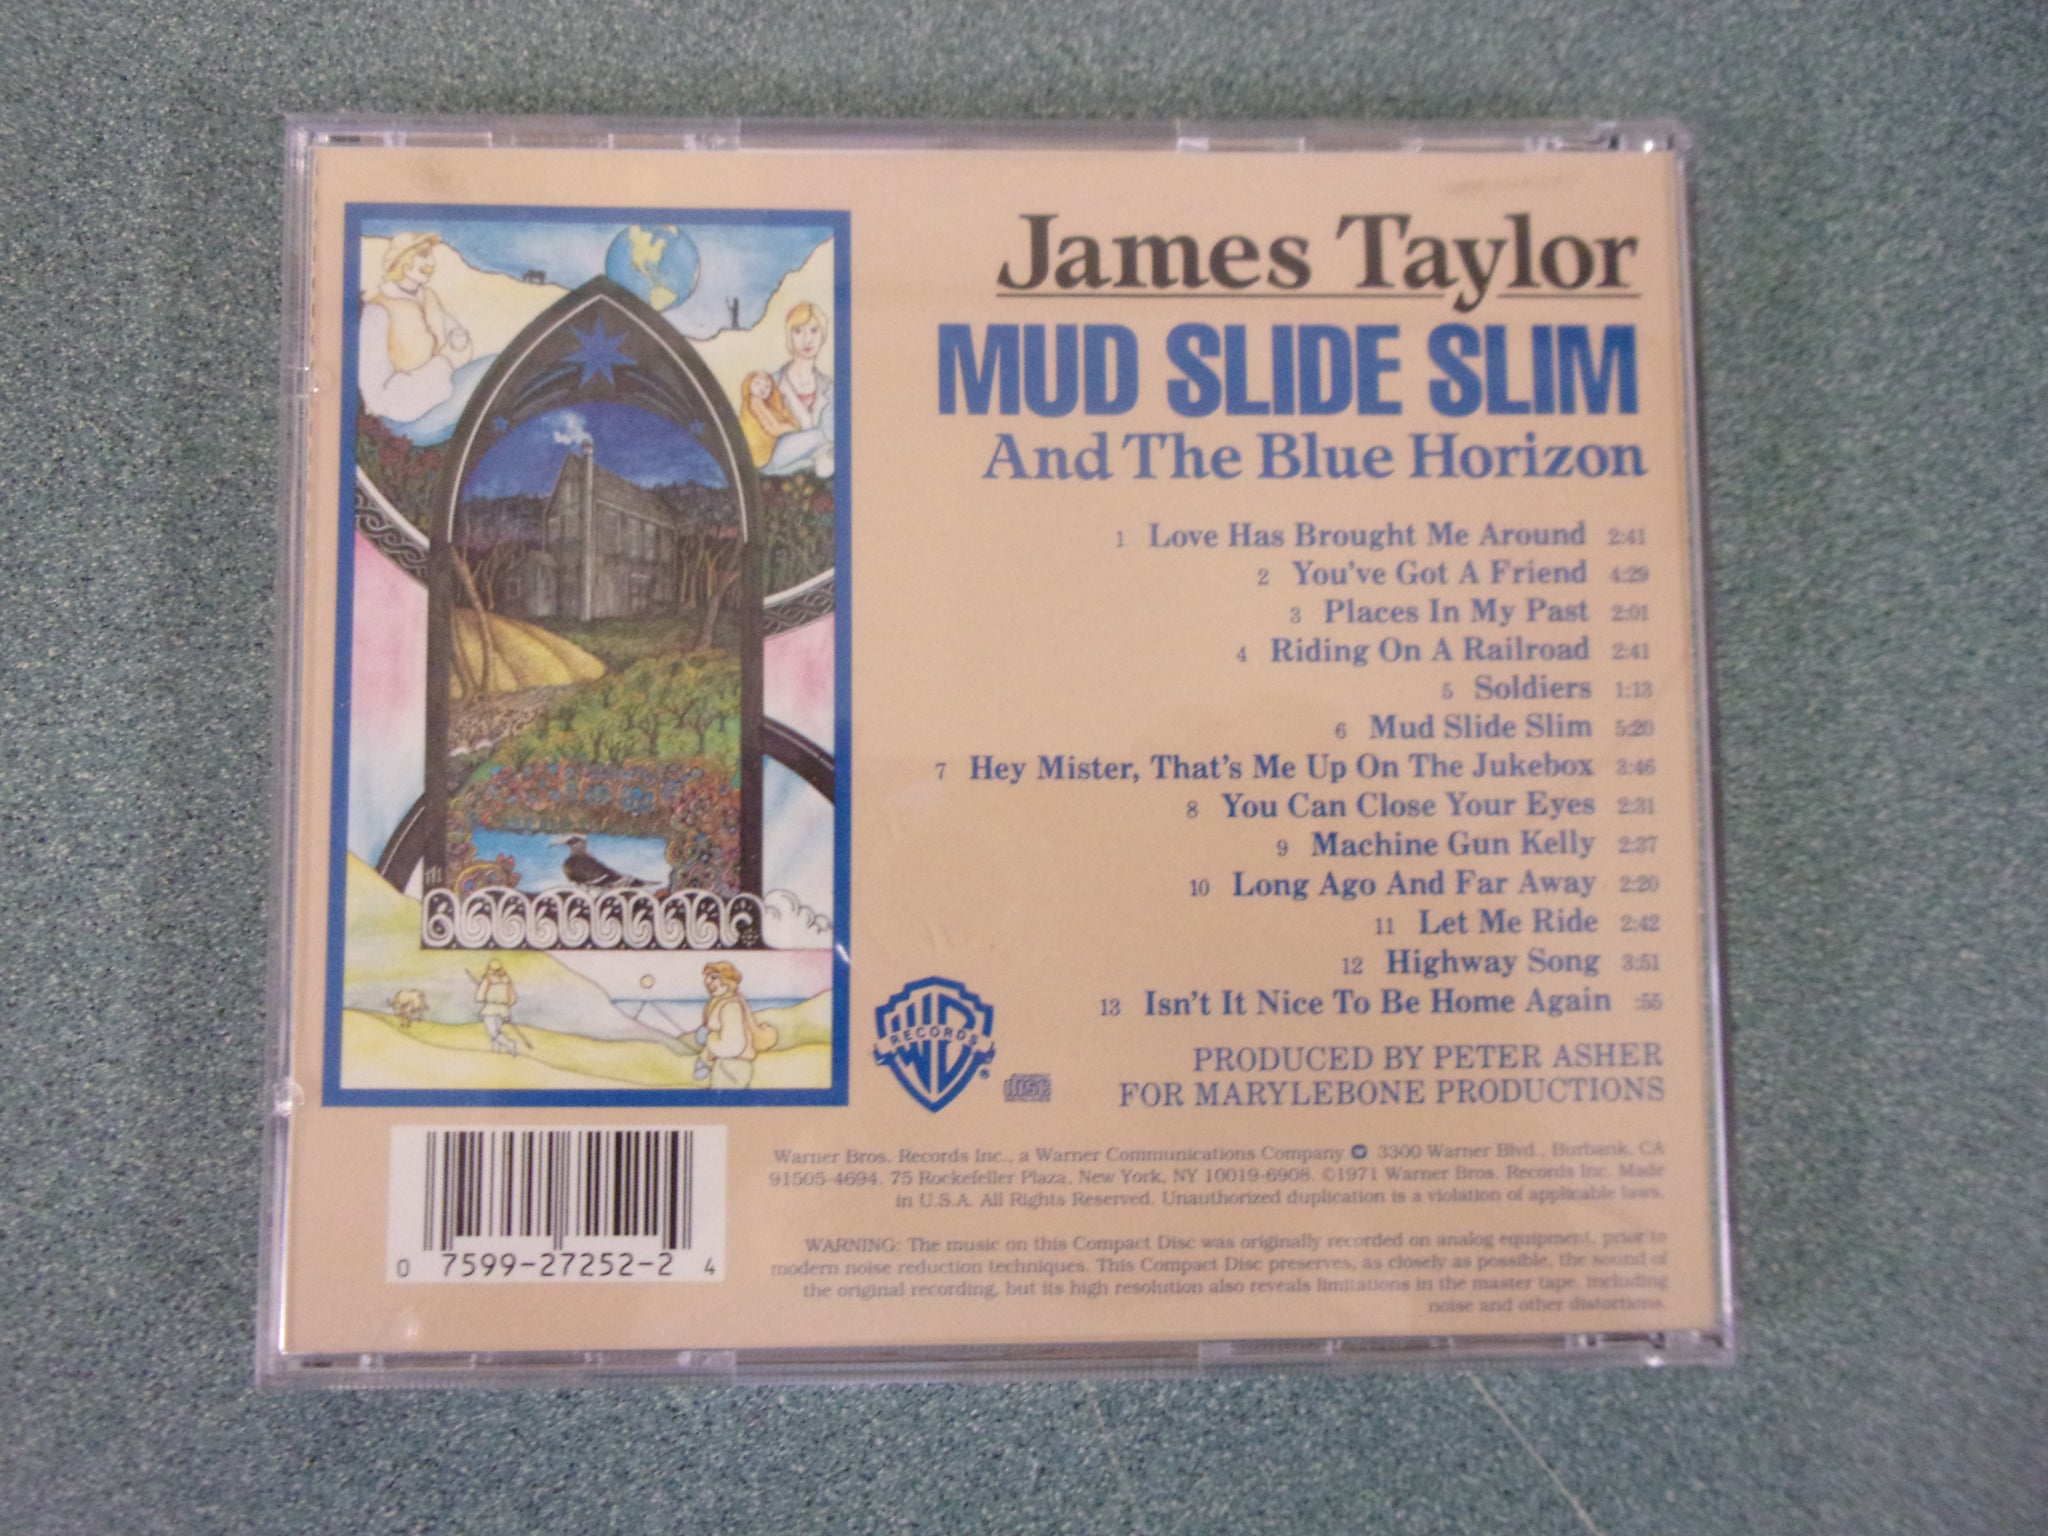 James Taylor
MUD SLIDE SLIM
And The Blue Horizon
1 Love Has Brought Me Around 2:41
2 You've Got A Friend 4:29
3 Places In My Past 2:01
4 Riding On A Railroad 2:41
5 Soldiers 1:13
6 Mud Slide Slim 5:20
7 Hey Mister, That's Me Up On The Jukebox 3:46
8 You Can Close Your Eyes 2:31
9 Machine Gun Kelly 2:37
10 Long Ago And Far Away 2:20
11 Let Me Ride 2:42
12 Highway Song 3:51
13 Isn't It Nice To Be Home Again :55
PRODUCED BY PETER ASHER
FOR MARYLEBONE PRODUCTIONS
WB
RECORDS
®
disc
Warner Bros. Records Inc., a Warner Communications Company 3300 Warner Blvd., Burbank, CA
91505-4694. 75 Rockefeller Plaza, New York, NY 10019-6908. ©1971 Warner Bros. Records Inc. Made
in U.S.A. All Rights Reserved. Unauthorized duplication is a violation of applicable laws.
WARNING: The music on this Compact Disc was originally recorded on analog equipment, prior to
modern noise reduction techniques. This Compact Disc preserves, as closely as possible, the sound of
the original recording, but its high resolution also reveals limitations in the master tape, including
noise and other distortions.
0 7599-27252-2 4